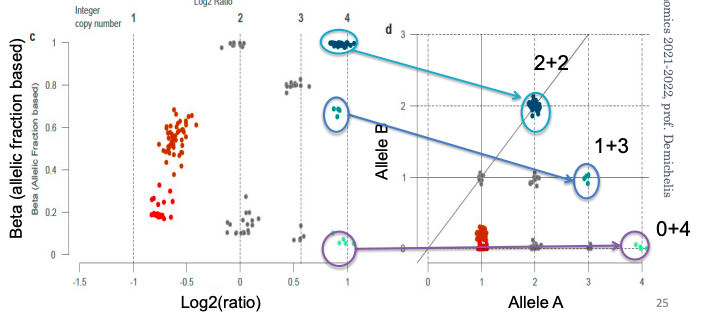 Log2 Ratio
Integer
copy number
1
2
3
4
c
d
Beta (allelic fraction based)
Beta (Allelic Fraction based)
1
0.8
0.6
0.4
0.2
0
-1.5
-1
-0.5
0
0.5
1
Log2(ratio)
Allele B
3
2
1
0
0
1
2
3
4
Allele A
2+2
1+3
0+4
omics 2021-2022, prof. Demichelis
25